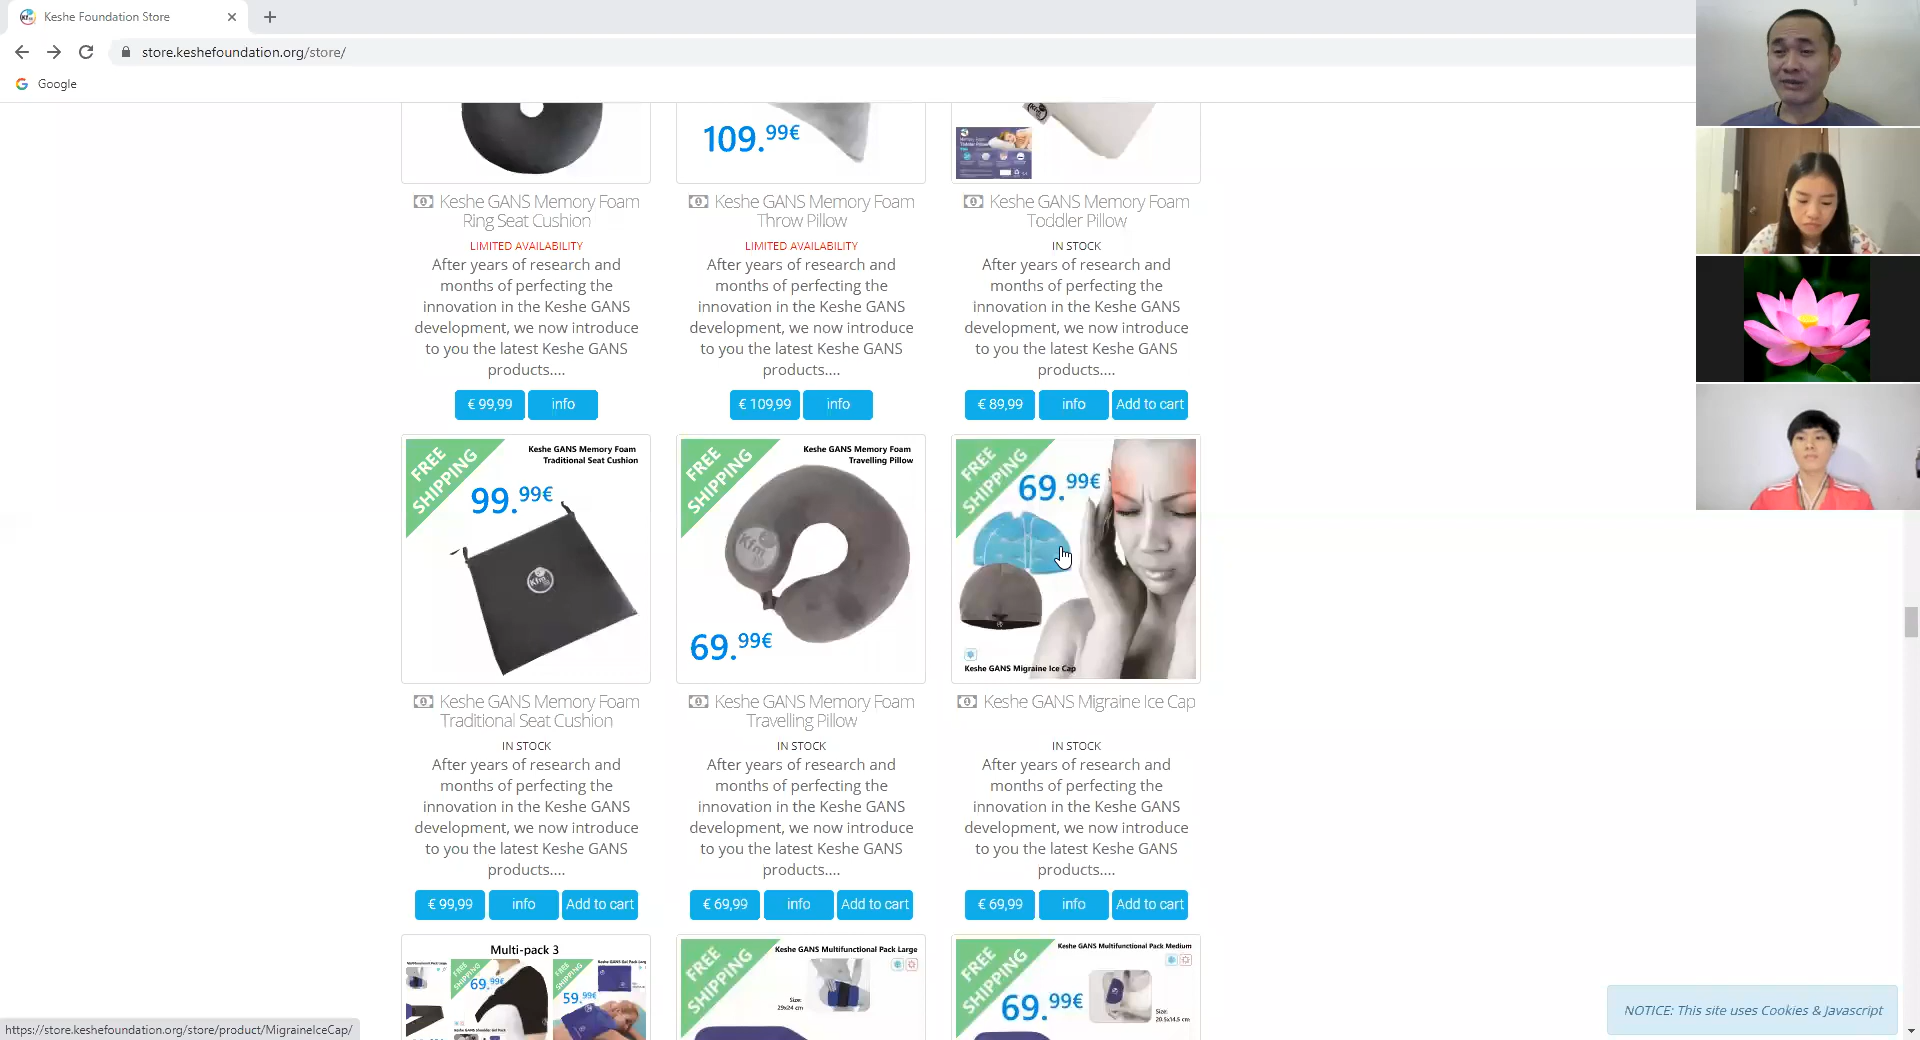 Keshe Foundation Store
store.keshefoundation.org/store/
Google
109.99€
Keshe GANS Memory Foam
Ring Seat Cushion
LIMITED AVAILABILITY
After years of research and
months of perfecting the
innovation in the Keshe GANS
development, we now introduce
to you the latest Keshe GANS
products....
€ 99,99
info
Keshe GANS Memory Foam
Throw Pillow
LIMITED AVAILABILITY
After years of research and
months of perfecting the
innovation in the Keshe GANS
development, we now introduce
to you the latest Keshe GANS
products....
€ 109,99
info
Keshe GANS Memory Foam
Toddler Pillow
IN STOCK
After years of research and
months of perfecting the
innovation in the Keshe GANS
development, we now introduce
to you the latest Keshe GANS
products....
€ 89,99
info
Add to cart
FREE
SHIPPING
Keshe GANS Memory Foam
Traditional Seat Cushion
99.99€
Kfm
Keshe GANS Memory Foam
Traditional Seat Cushion
IN STOCK
After years of research and
months of perfecting the
innovation in the Keshe GANS
development, we now introduce
to you the latest Keshe GANS
products....
€ 99,99
info
Add to cart
FREE
SHIPPING
Keshe GANS Memory Foam
Travelling Pillow
Kfm
69.99€
Keshe GANS Memory Foam
Travelling Pillow
IN STOCK
After years of research and
months of perfecting the
innovation in the Keshe GANS
development, we now introduce
to you the latest Keshe GANS
products....
€ 69,99
info
Add to cart
FREE
SHIPPING
69.99€
Keshe GANS Migraine Ice Cap
Keshe GANS Migraine Ice Cap
IN STOCK
After years of research and
months of perfecting the
innovation in the Keshe GANS
development, we now introduce
to you the latest Keshe GANS
products....
€ 69,99
info
Add to cart
Multi-pack 3
FREE
SHIPPING
69.99€
FREE
SHIPPING
59.99€
FREE
SHIPPING
Keshe GANS Multifunctional Pack Large
Size:
29x24 cm
FREE
SHIPPING
Keshe GANS Multifunctional Pack Medium
69.99€
Size:
20.5x14.5 cm
NOTICE: This site uses Cookies & Javascript
https://store.keshefoundation.org/store/product/MigraineIceCap/